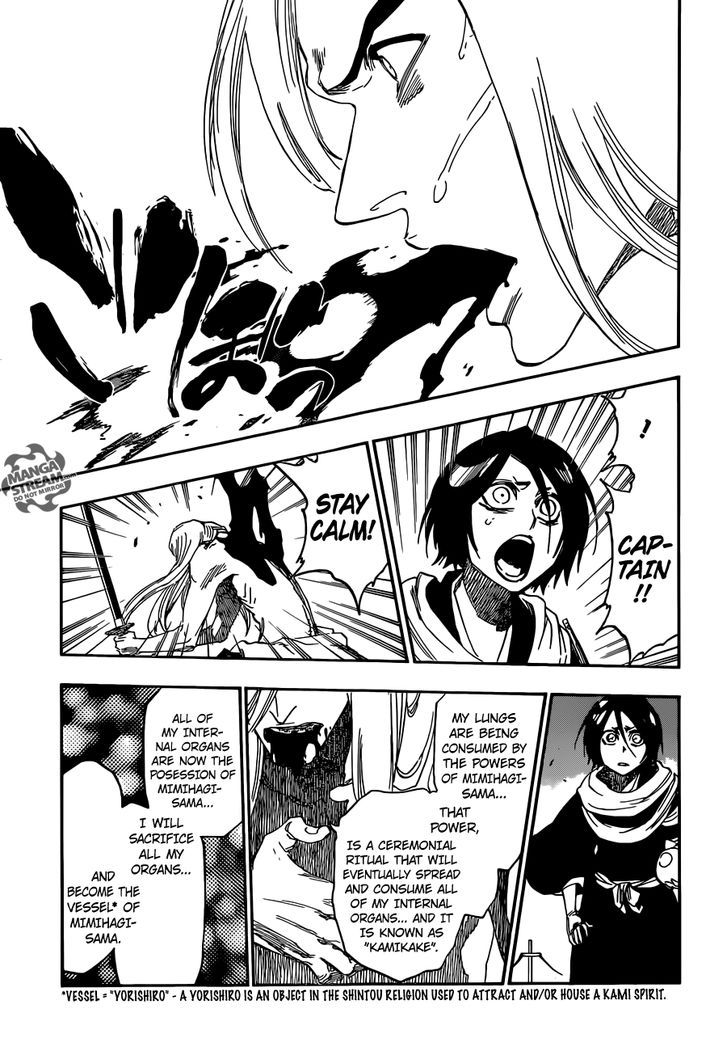 ごぼっ
!
CAP-
TAIN
!!
STAY
CALM!
MANGA
STREAM.com
DO NOT MIRROR
MY LUNGS
ARE BEING
CONSUMED BY
THE POWERS
OF MIMIHAGI-
SAMA...
THAT
POWER,
IS A CEREMONIAL
RITUAL THAT WILL
EVENTUALLY SPREAD
AND CONSUME ALL
OF MY INTERNAL
ORGANS... AND IT
IS KNOWN AS
"KAMIKAKE".
ALL OF
MY INTER-
NAL ORGANS
ARE NOW THE
POSESSION OF
MIMIHAGI-
SAMA...
I WILL
SACRIFICE
ALL MY
ORGANS...
AND
BECOME THE
VESSEL* OF
MIMIHAGI-
SAMA.
*VESSEL = "YORISHIRO" - A YORISHIRO IS AN OBJECT IN THE SHINTOU RELIGION USED TO ATTRACT AND/OR HOUSE A KAMI SPIRIT.